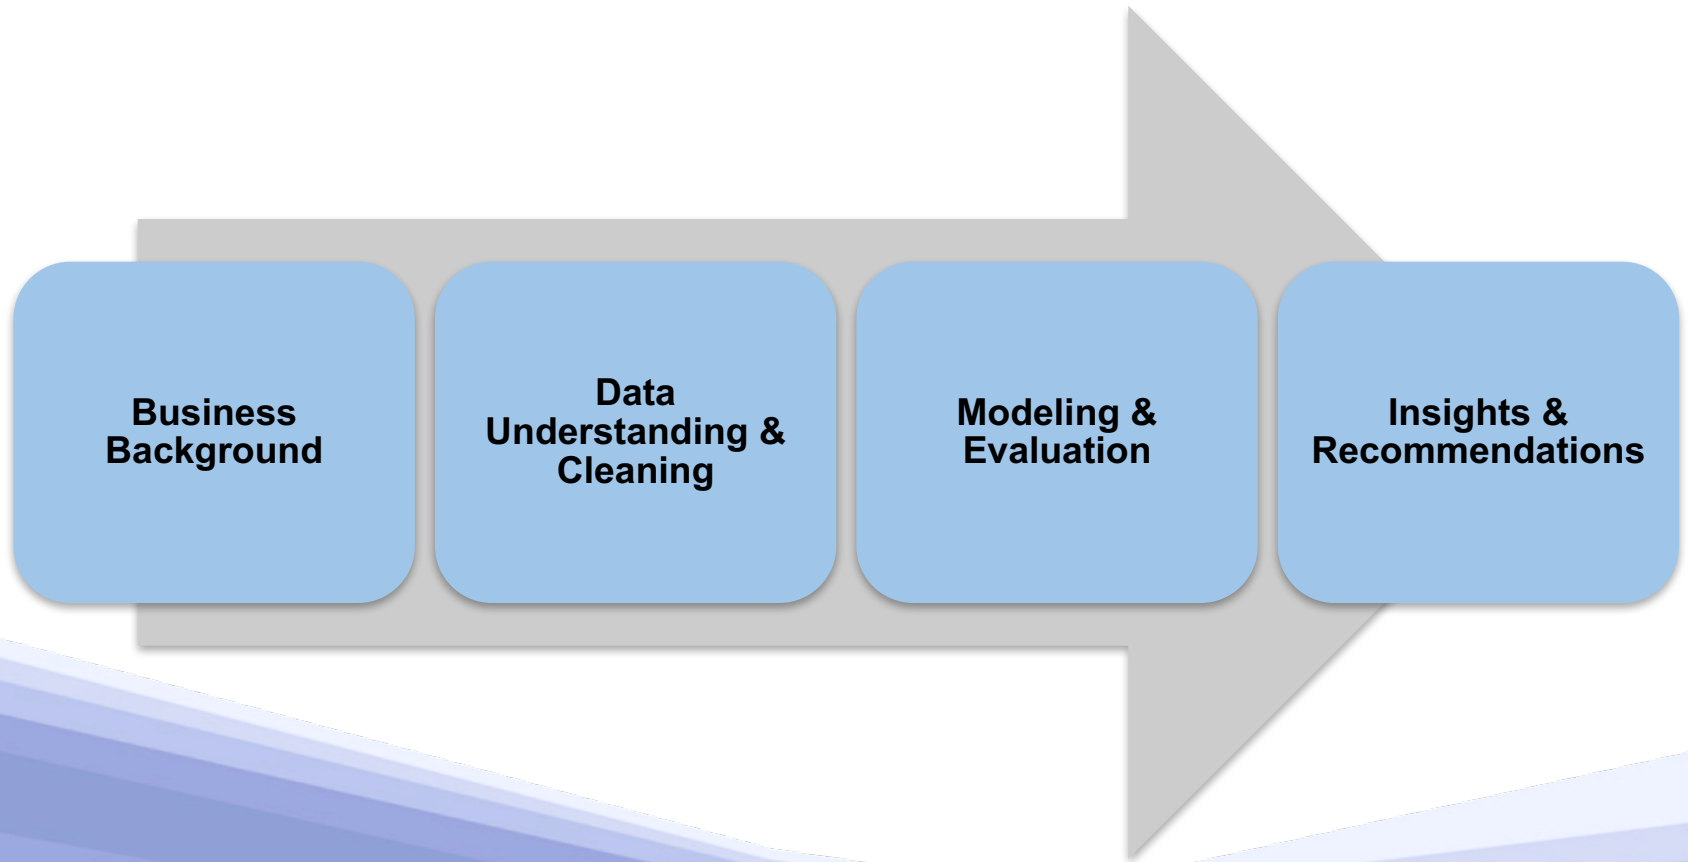 Business
Background
Data
Understanding &
Cleaning
Modeling &
Evaluation
Insights &
Recommendations